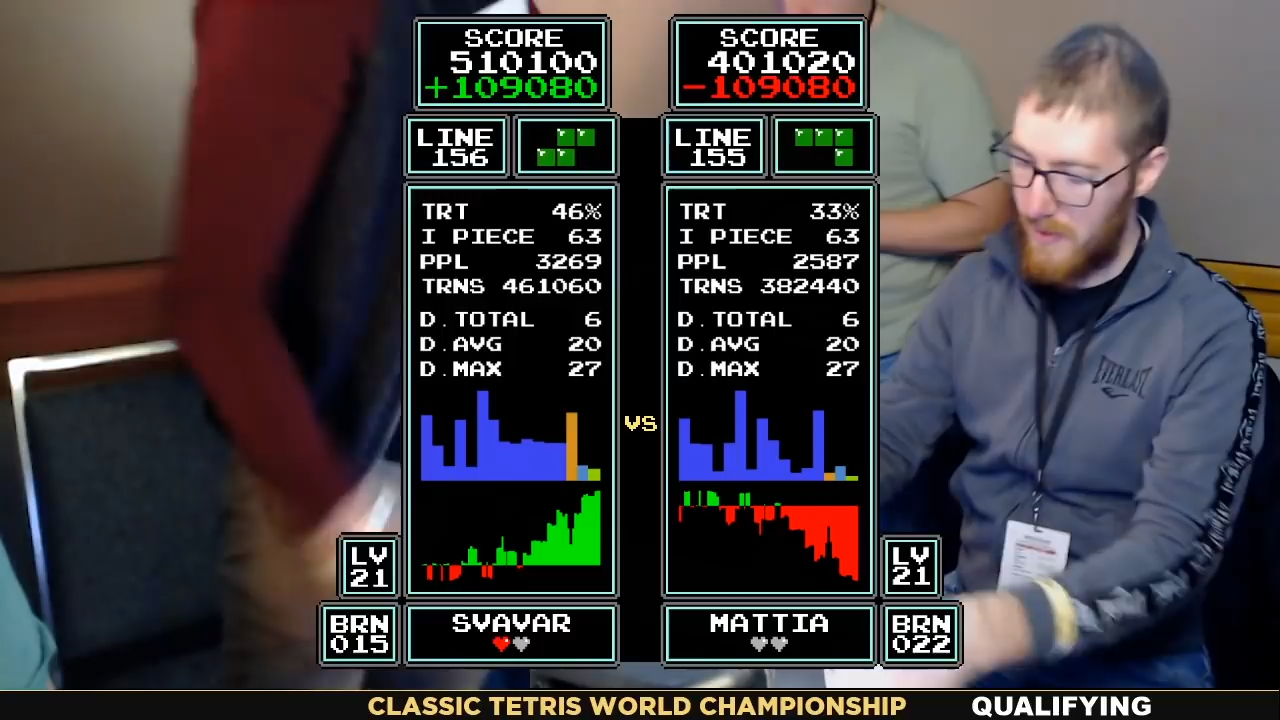 SCORE
510100
+109080
LINE
156
TRT 46%
I PIECE 63
PPL 3269
TRNS 461060
D.TOTAL 6
D.AVG 20
D.MAX 27
LV
21
BRN
015
SVAVAR
VS
SCORE
401020
-109080
LINE
155
TRT 33%
I PIECE 63
PPL 2587
TRNS 382440
D.TOTAL 6
D.AVG 20
D.MAX 27
LV
21
BRN
022
MATTIA
EVERLAST
CLASSIC TETRIS WORLD CHAMPIONSHIP
QUALIFYING